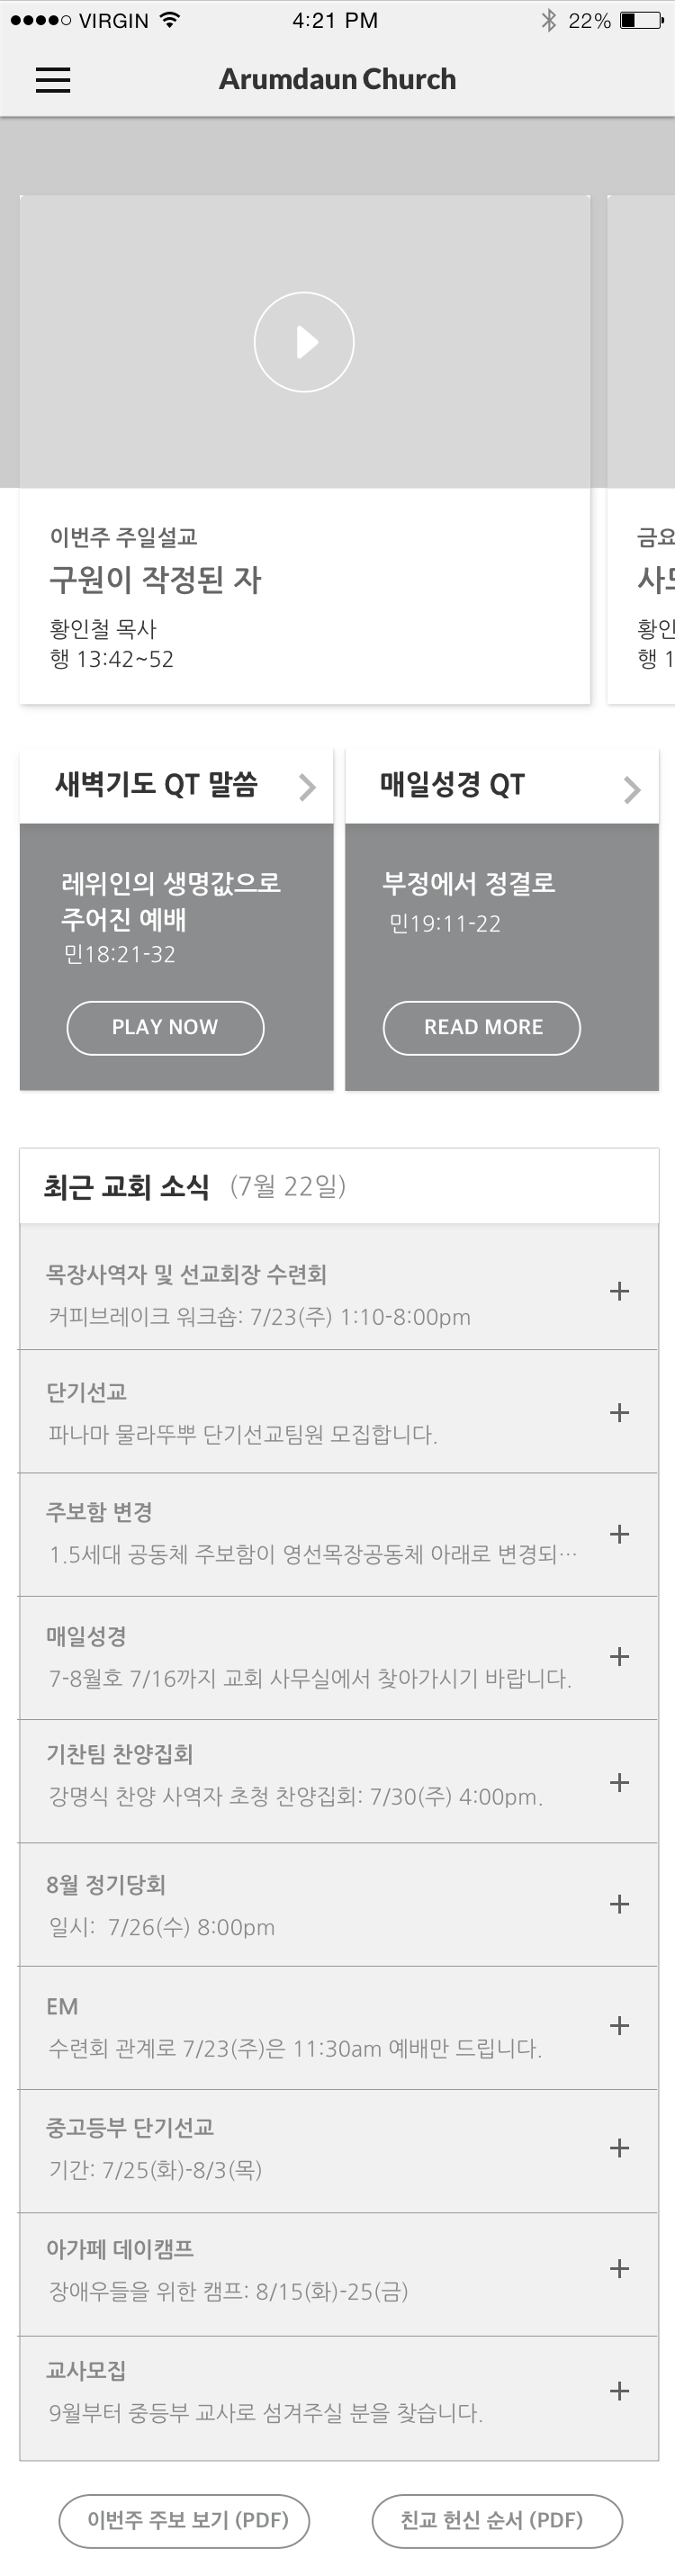 VIRGIN 4:21 PM 22%
Arumdaun Church
이번주 주일설교
구원이 작정된 자
황인철 목사
행 13:42~52
금요
황인
행 1
새벽기도 QT 말씀
레위인의 생명값으로
주어진 예배
민18:21-32
PLAY NOW
매일성경 QT
부정에서 정결로
민19:11-22
READ MORE
최근 교회 소식 (7월 22일)
목장사역자 및 선교회장 수련회
커피브레이크 워크숍: 7/23(주) 1:10-8:00pm
단기선교
파나마 물라뚜뿌 단기선교팀원 모집합니다.
주보함 변경
1.5세대 공동체 주보함이 영선목장공동체 아래로 변경되…
매일성경
7-8월호 7/16까지 교회 사무실에서 찾아가시기 바랍니다.
기찬팀 찬양집회
강명식 찬양 사역자 초청 찬양집회: 7/30(주) 4:00pm.
8월 정기당회
일시: 7/26(수) 8:00pm
EM
수련회 관계로 7/23(주)은 11:30am 예배만 드립니다.
중고등부 단기선교
기간: 7/25(화)-8/3(목)
아가페 데이캠프
장애우들을 위한 캠프: 8/15(화)-25(금)
교사모집
9월부터 중등부 교사로 섬겨주실 분을 찾습니다.
이번주 주보 보기 (PDF)
친교 헌신 순서 (PDF)